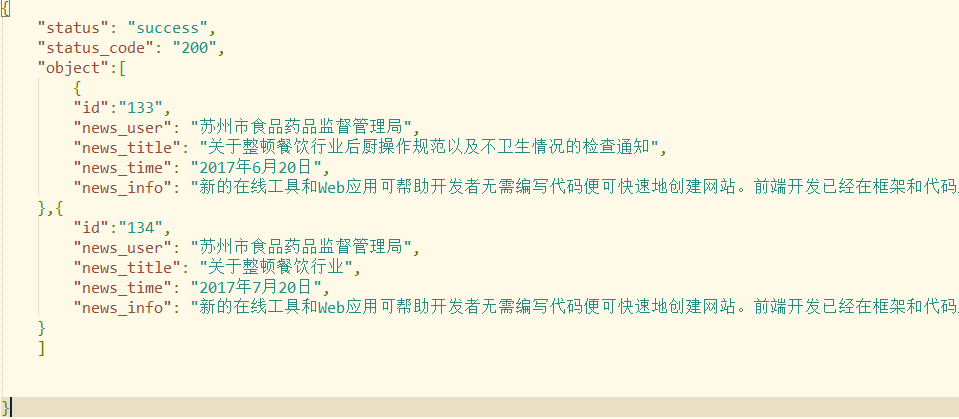 {
"status": "success",
"status_code": "200",
"object":[
{
"id":"133",
"news_user": "苏州市食品药品监督管理局",
"news_title": "关于整顿餐饮行业后厨操作规范以及不卫生情况的检查通知",
"news_time": "2017年6月20日",
"news_info": "新的在线工具和Web应用可帮助开发者无需编写代码便可快速地创建网站。前端开发已经在框架和代码
},{
"id":"134",
"news_user": "苏州市食品药品监督管理局",
"news_title": "关于整顿餐饮行业",
"news_time": "2017年7月20日",
"news_info": "新的在线工具和Web应用可帮助开发者无需编写代码便可快速地创建网站。前端开发已经在框架和代码
}
]
}